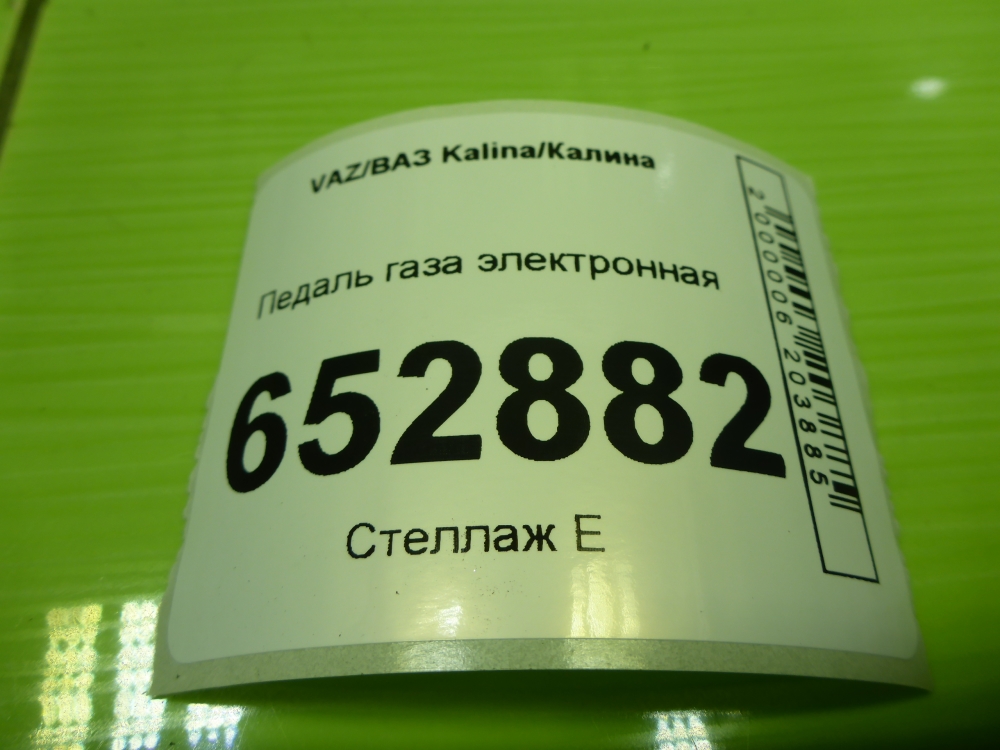 VAZ/ВАЗ Kalina/Калина
Педаль газа электронная
652882
Стеллаж E
2000006203885